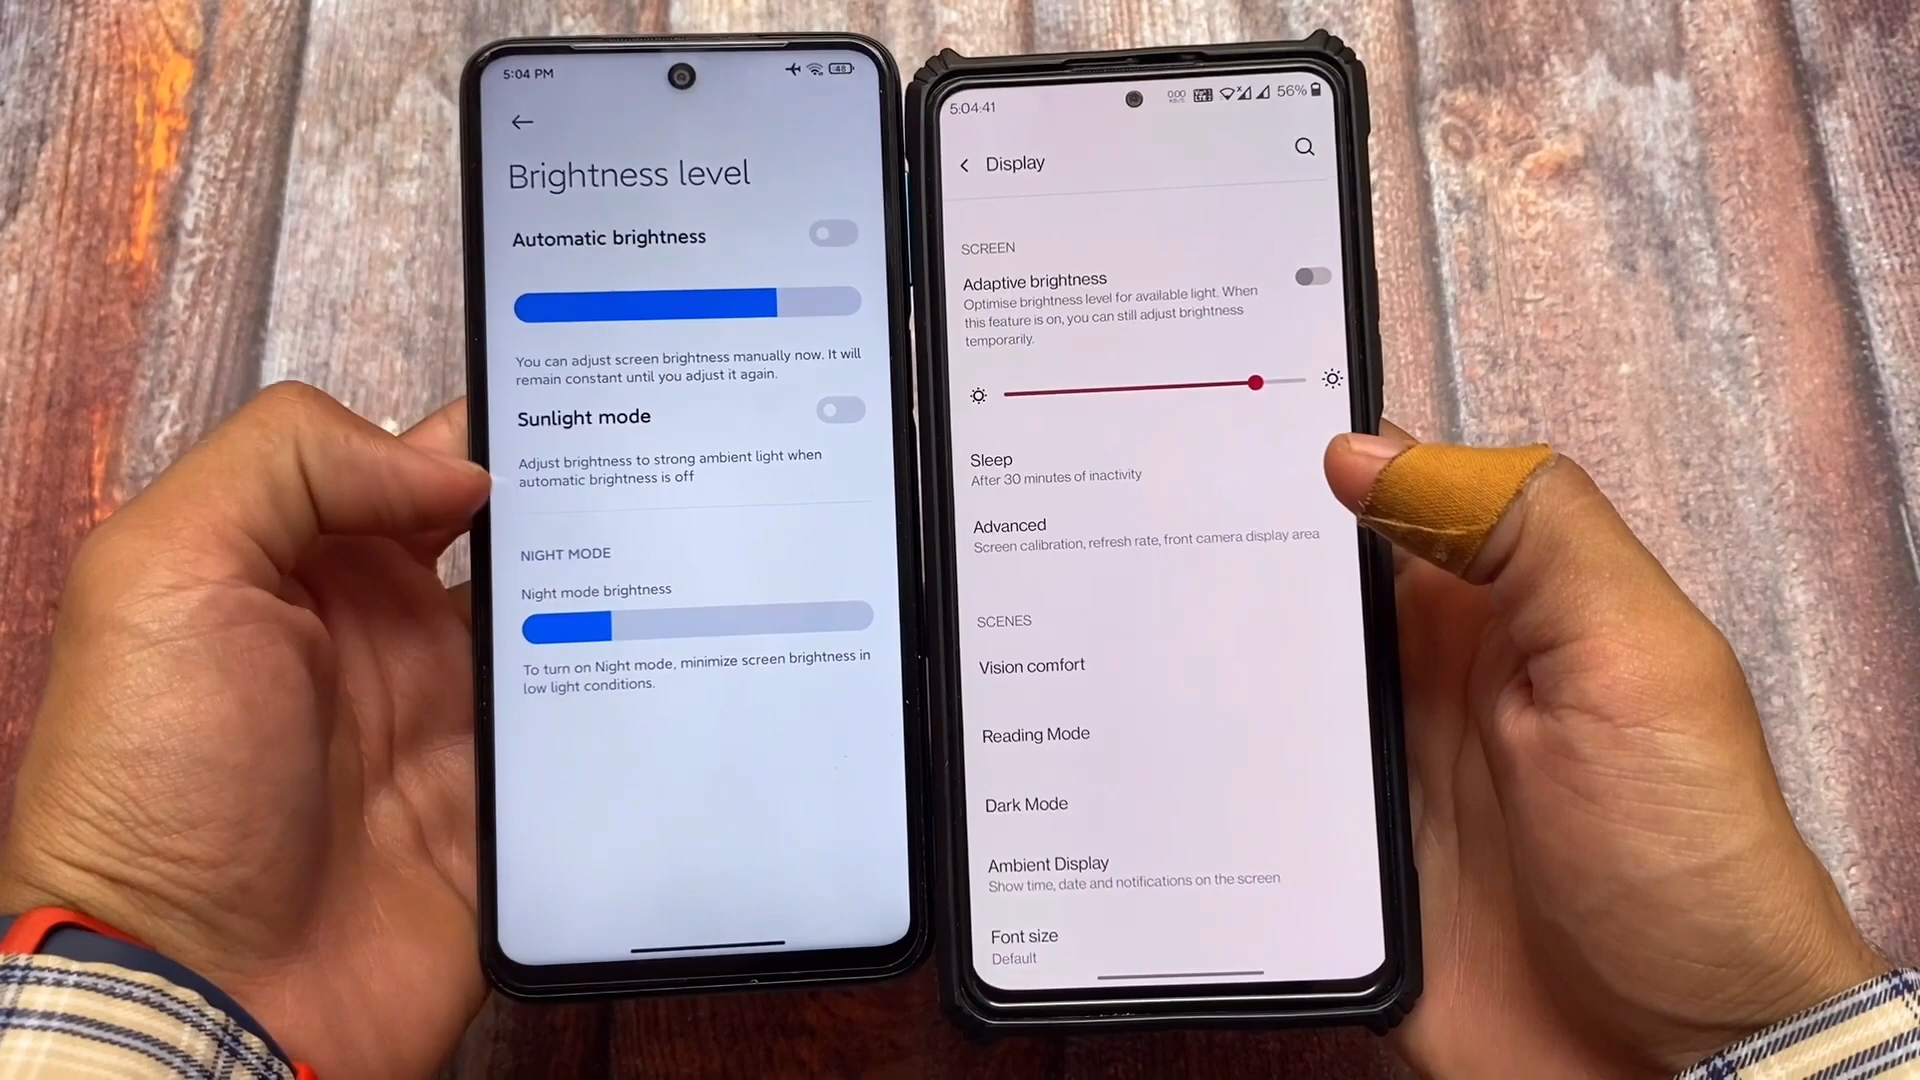 5:04 PM
48
Brightness level
Automatic brightness
You can adjust screen brightness manually now. It will
remain constant until you adjust it again.
Sunlight mode
Adjust brightness to strong ambient light when
automatic brightness is off
NIGHT MODE
Night mode brightness
To turn on Night mode, minimize screen brightness in
low light conditions.
5:04:41
0.00
KB/S
56%
Display
SCREEN
Adaptive brightness
Optimise brightness level for available light. When
this feature is on, you can still adjust brightness
temporarily.
Sleep
After 30 minutes of inactivity
Advanced
Screen calibration, refresh rate, front camera display area
SCENES
Vision comfort
Reading Mode
Dark Mode
Ambient Display
Show time, date and notifications on the screen
Font size
Default